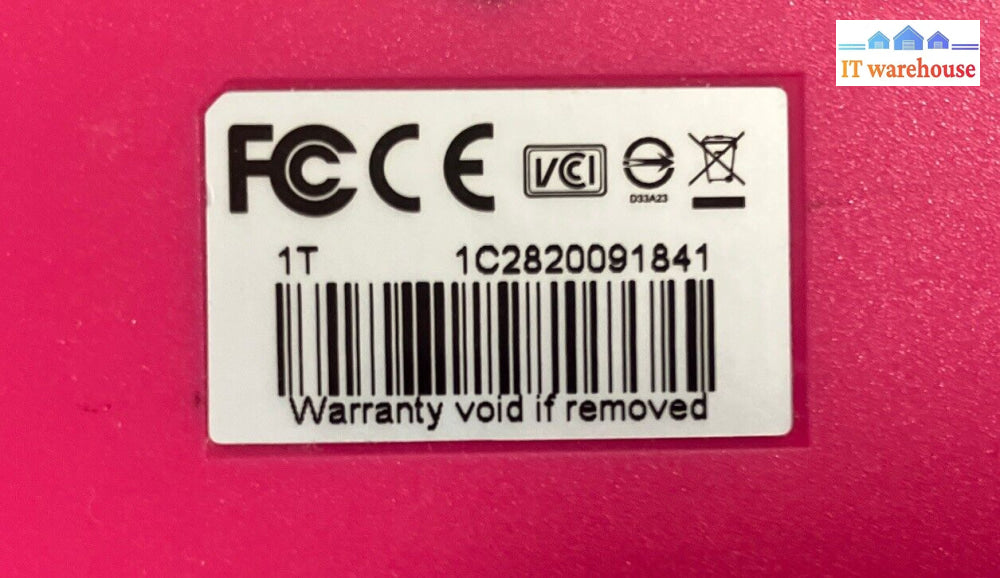 IT warehouse
FC CE VCI
D33A23
1T 1C2820091841
Warranty void if removed